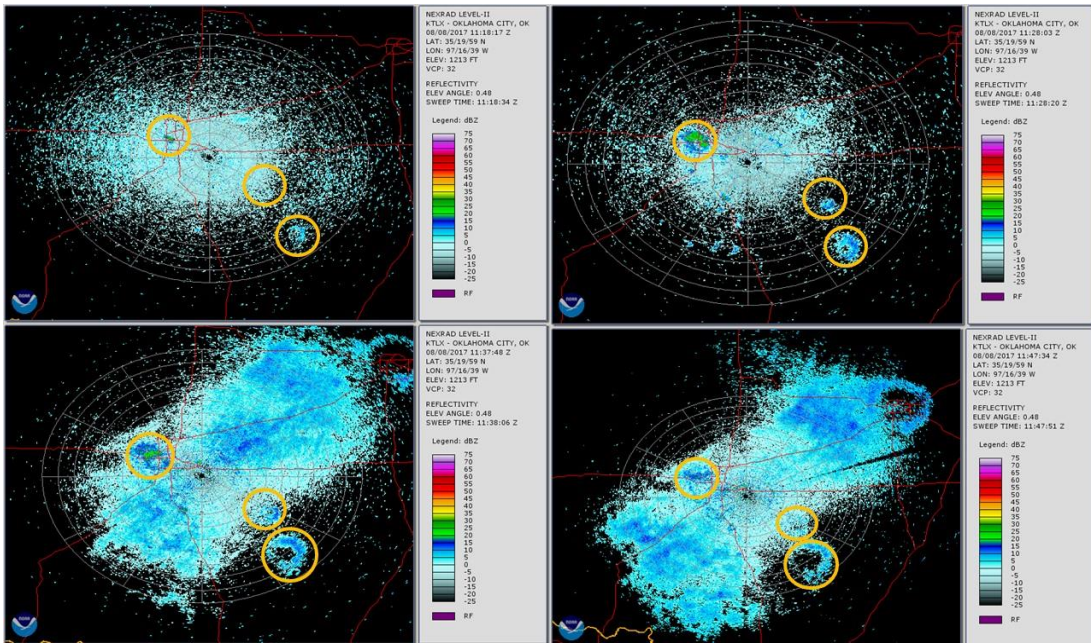 NEXRAD LEVEL-II
KTLX - OKLAHOMA CITY, OK
08/08/2017 11:18:17 Z
LAT: 35/19/59 N
LON: 97/16/39 W
ELEV: 1213 FT
VCP: 32
REFLECTIVITY
ELEV ANGLE: 0.48
SWEEP TIME: 11:18:34 Z
Legend: dBZ
75
70
65
60
55
50
45
40
35
30
25
20
15
10
5
0
-5
-10
-15
-20
-25
RF
NEXRAD LEVEL-II
KTLX - OKLAHOMA CITY, OK
08/08/2017 11:28:03 Z
LAT: 35/19/59 N
LON: 97/16/39 W
ELEV: 1213 FT
VCP: 32
REFLECTIVITY
ELEV ANGLE: 0.48
SWEEP TIME: 11:28:20 Z
Legend: dBZ
75
70
65
60
55
50
45
40
35
30
25
20
15
10
5
0
-5
-10
-15
-20
-25
RF
NEXRAD LEVEL-II
KTLX - OKLAHOMA CITY, OK
08/08/2017 11:37:48 Z
LAT: 35/19/59 N
LON: 97/16/39 W
ELEV: 1213 FT
VCP: 32
REFLECTIVITY
ELEV ANGLE: 0.48
SWEEP TIME: 11:38:06 Z
Legend: dBZ
75
70
65
60
55
50
45
40
35
30
25
20
15
10
5
0
-5
-10
-15
-20
-25
RF
NEXRAD LEVEL-II
KTLX - OKLAHOMA CITY, OK
08/08/2017 11:47:34 Z
LAT: 35/19/59 N
LON: 97/16/39 W
ELEV: 1213 FT
VCP: 32
REFLECTIVITY
ELEV ANGLE: 0.48
SWEEP TIME: 11:47:51 Z
Legend: dBZ
75
70
65
60
55
50
45
40
35
30
25
20
15
10
5
0
-5
-10
-15
-20
-25
RF